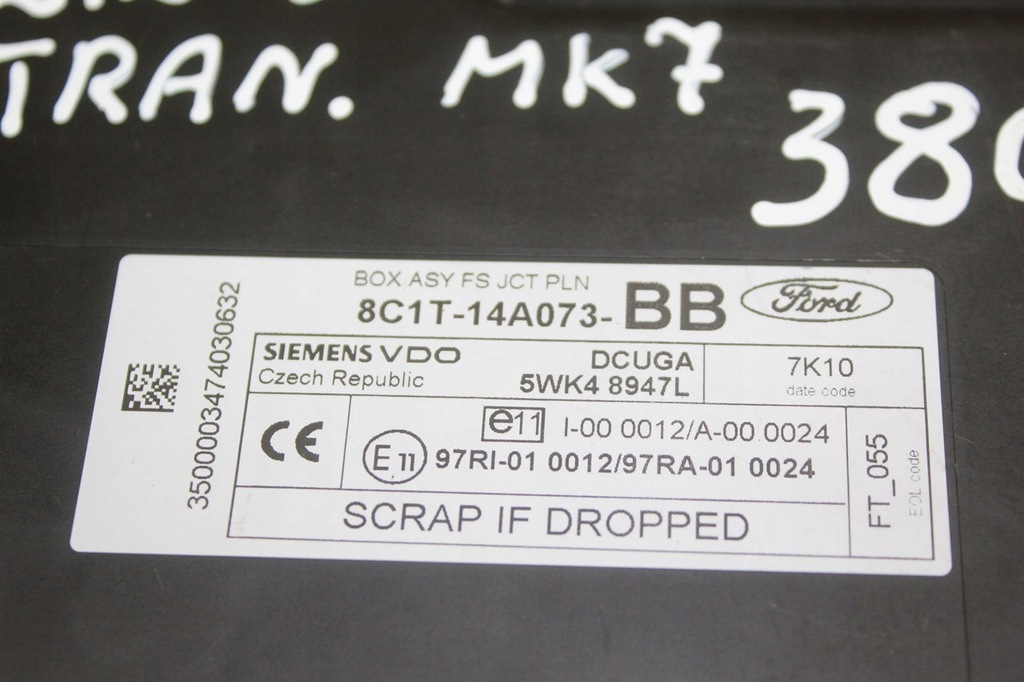 TRAN. MK7
38
BOX ASY FS JCT PLN
8C1T-14A073-BB Ford
SIEMENS VDO DCUGA 7K10
Czech Republic 5WK4 8947L date code
CE e11 I-00 0012/A-00 0024
E11 97RI-01 0012/97RA-01 0024
SCRAP IF DROPPED
FT_055
EOL code
3500003474030632